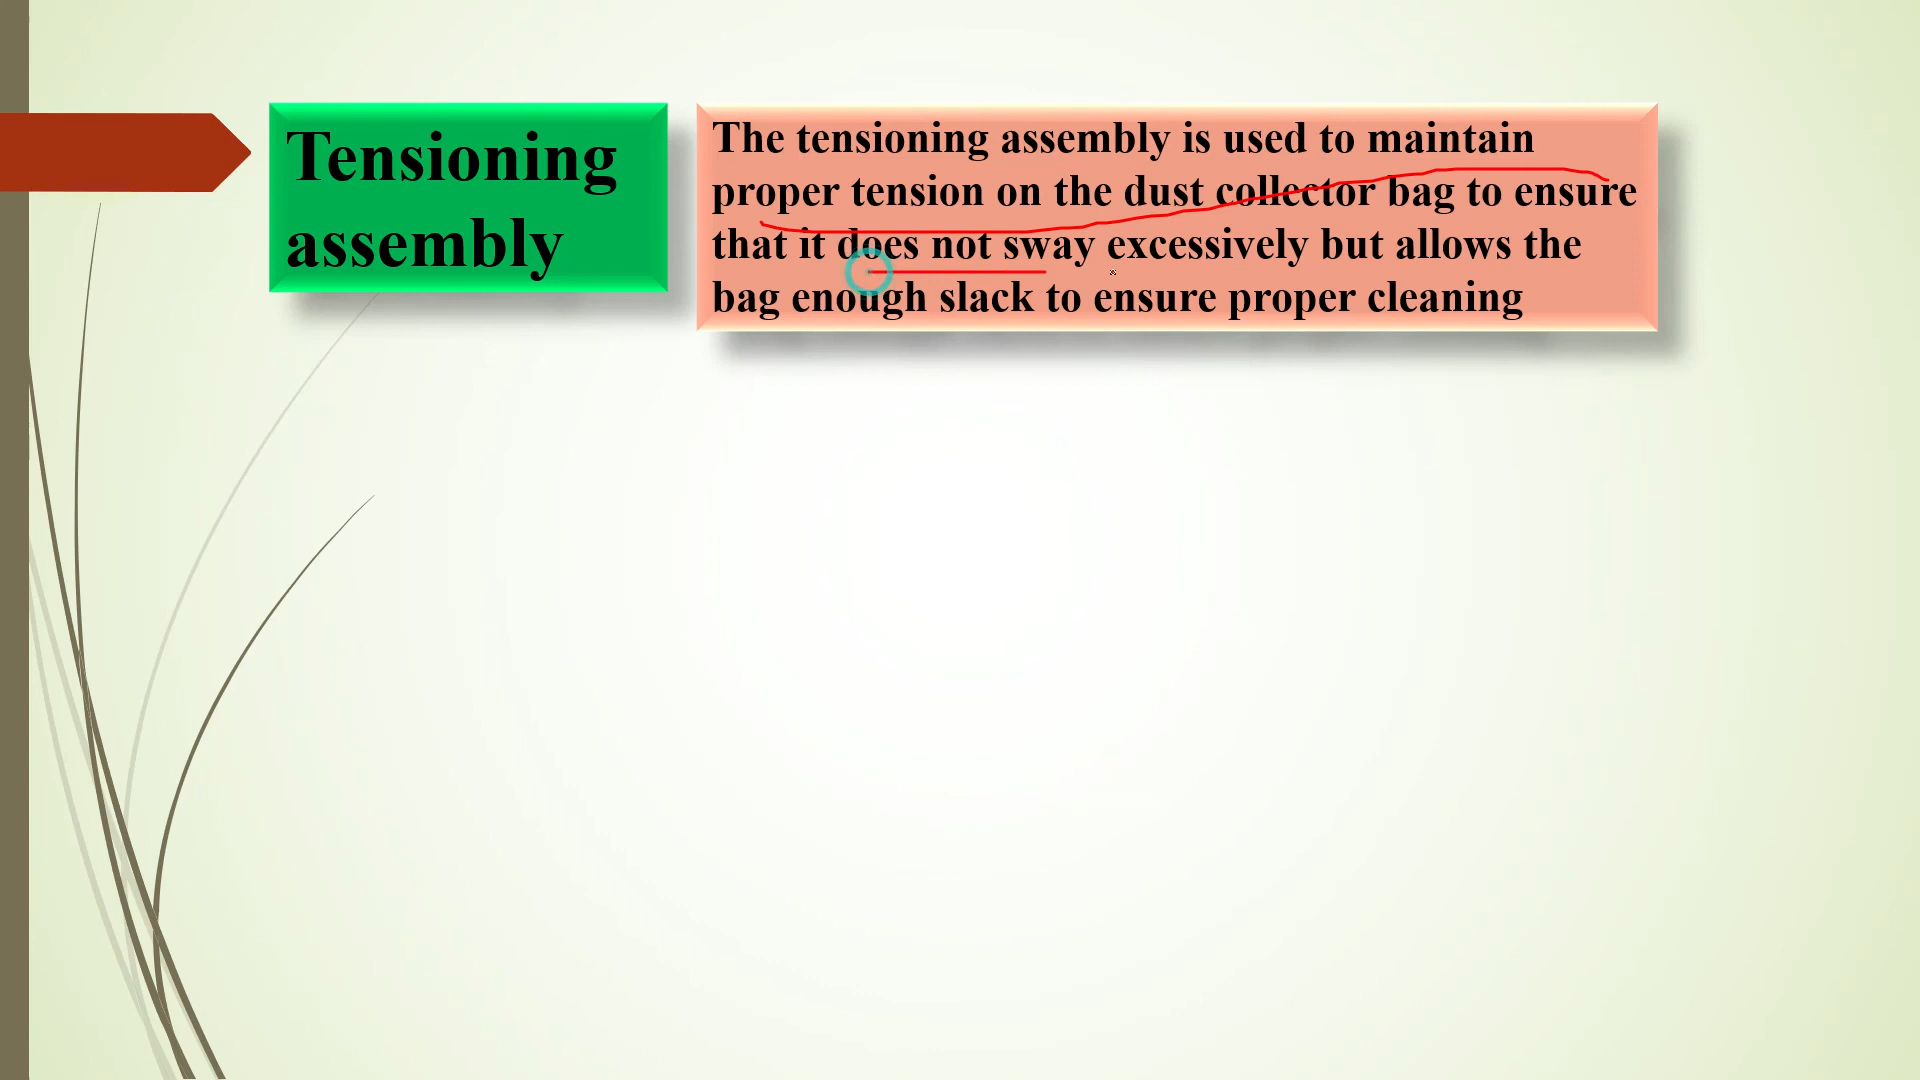 Tensioning
assembly
The tensioning assembly is used to maintain
proper tension on the dust collector bag to ensure
that it does not sway excessively but allows the
bag enough slack to ensure proper cleaning